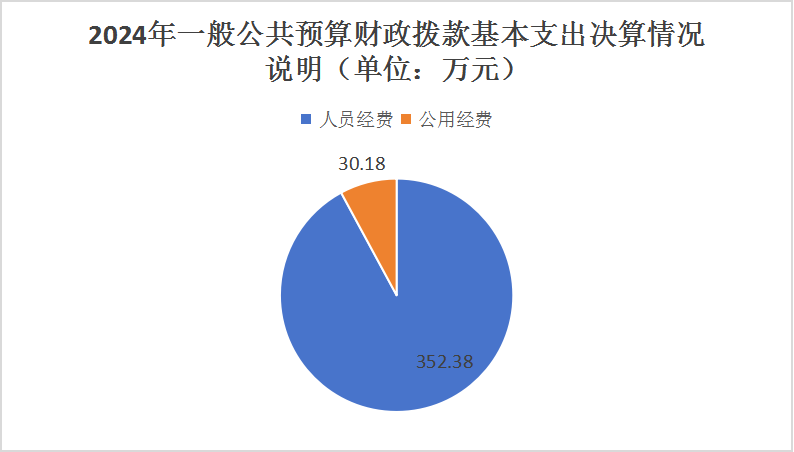 2024年一般公共预算财政拨款基本支出决算情况
说明（单位：万元）
人员经费 公用经费
30.18
352.38